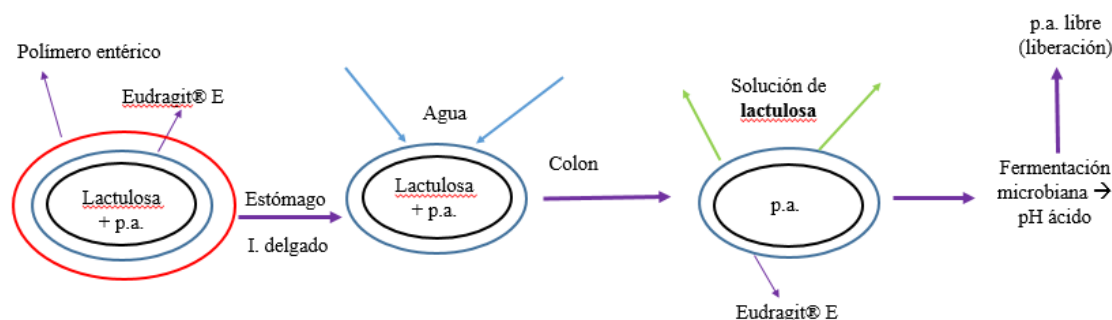 Polímero entérico
Eudragit® E
Lactulosa
+ p.a.
Estómago
I. delgado
Agua
Lactulosa
+ p.a.
Colon
Solución de
lactulosa
p.a.
Eudragit® E
p.a. libre
(liberación)
Fermentación
microbiana →
pH ácido